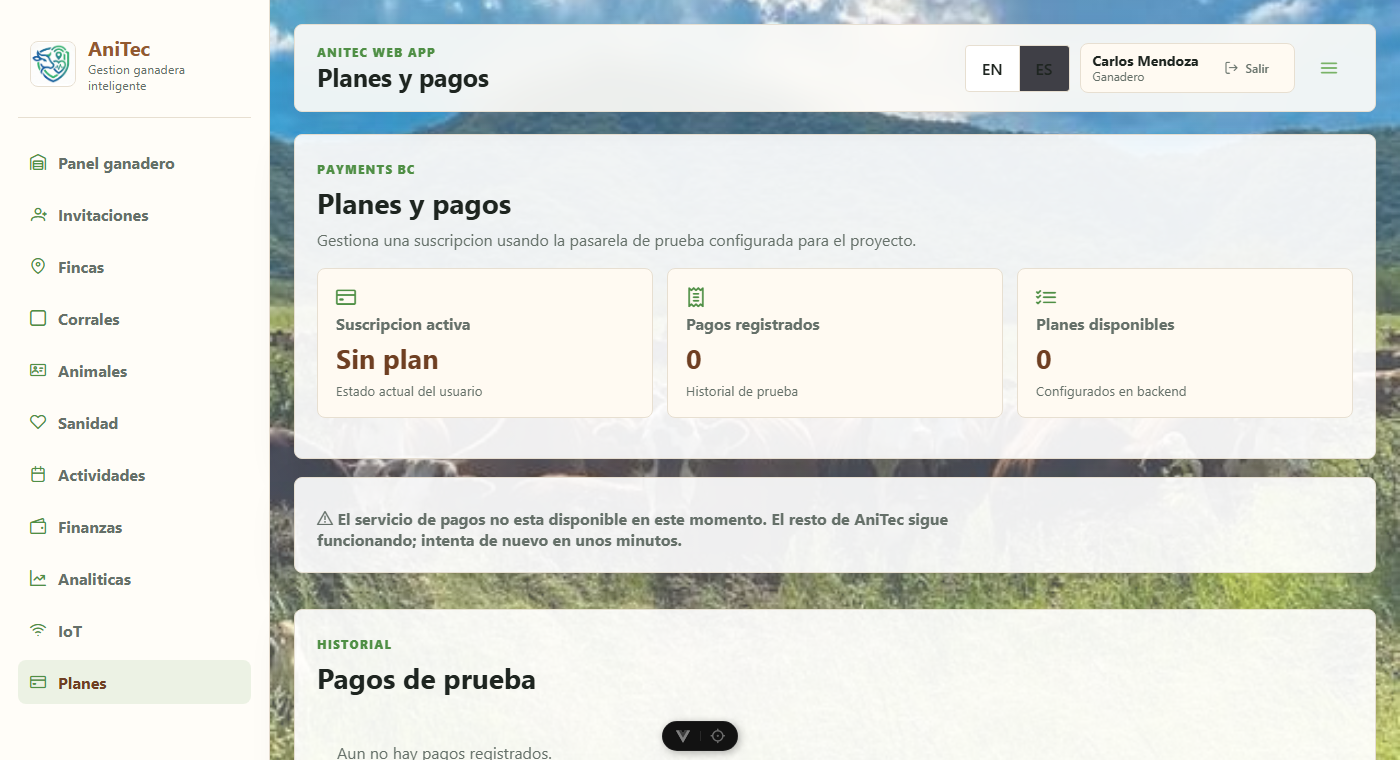 AniTec
Gestion ganadera
inteligente
Panel ganadero
Invitaciones
Fincas
Corrales
Animales
Sanidad
Actividades
Finanzas
Analiticas
IoT
Planes
ANITEC WEB APP
Planes y pagos
EN
ES
Carlos Mendoza
Ganadero
Salir
PAYMENTS BC
Planes y pagos
Gestiona una suscripcion usando la pasarela de prueba configurada para el proyecto.
Suscripcion activa
Sin plan
Estado actual del usuario
Pagos registrados
0
Historial de prueba
Planes disponibles
0
Configurados en backend
El servicio de pagos no esta disponible en este momento. El resto de AniTec sigue
funcionando; intenta de nuevo en unos minutos.
HISTORIAL
Pagos de prueba
Aun no hay pagos registrados.